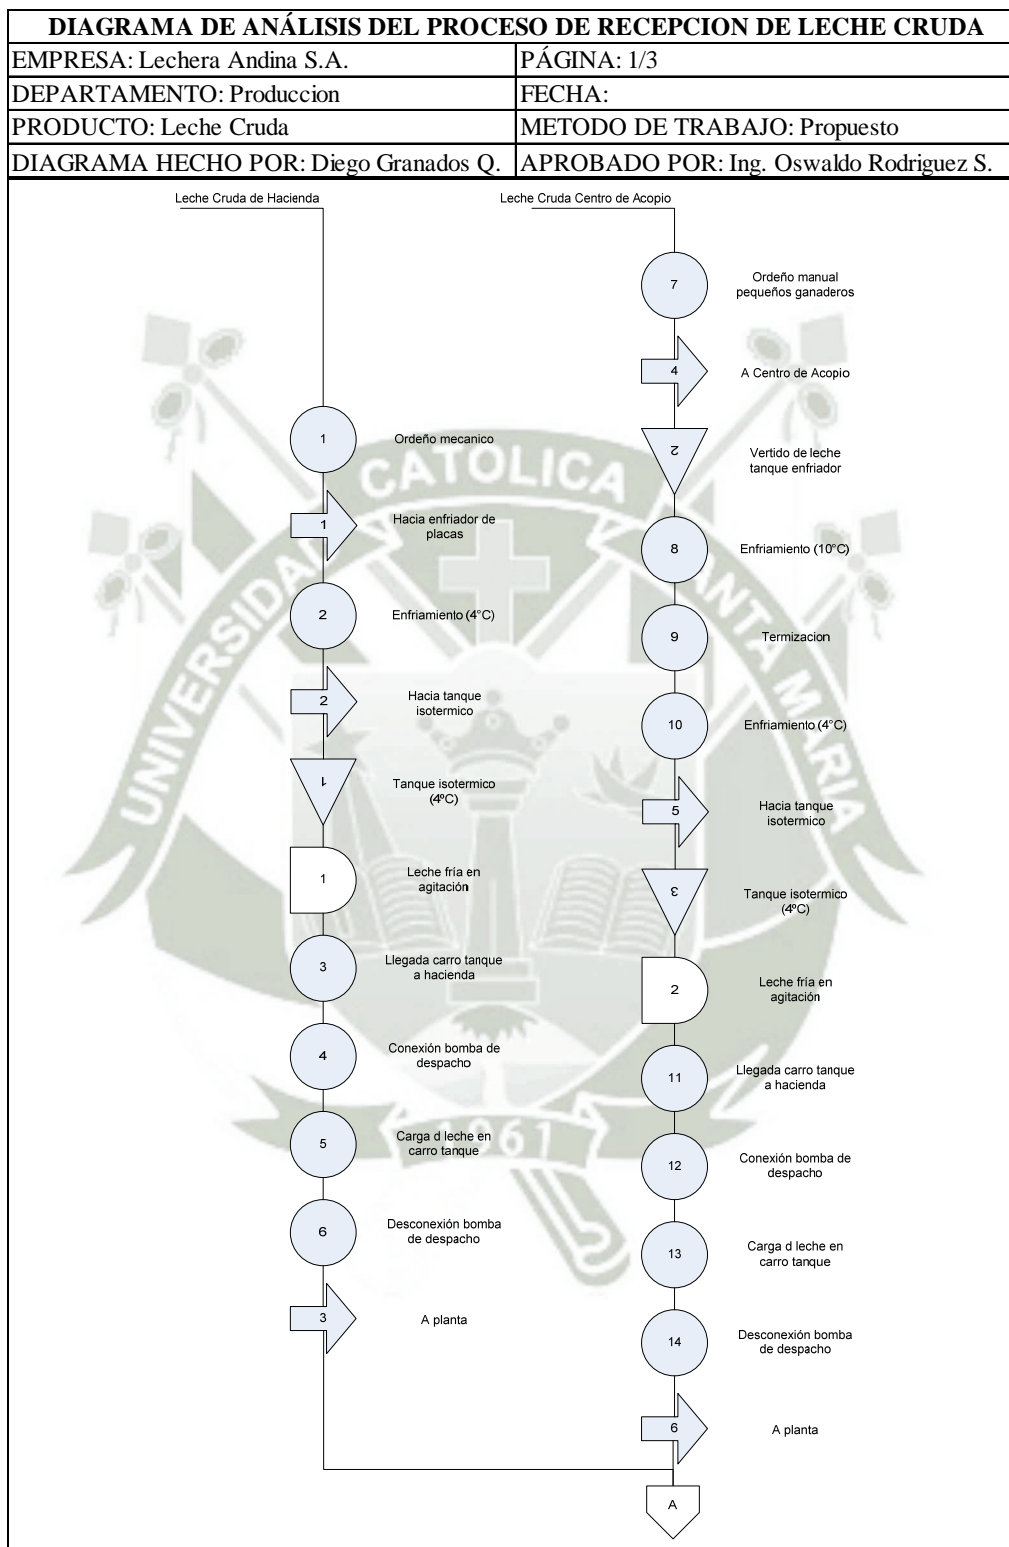 DIAGRAMA DE ANÁLISIS DEL PROCESO DE RECEPCION DE LECHE CRUDA
EMPRESA: Lechera Andina S.A.
PÁGINA: 1/3
DEPARTAMENTO: Produccion
FECHA:
PRODUCTO: Leche Cruda
METODO DE TRABAJO: Propuesto
DIAGRAMA HECHO POR: Diego Granados Q.
APROBADO POR: Ing. Oswaldo Rodriguez S.
Leche Cruda de Hacienda
1
Ordeño mecanico
1
Hacia enfriador de
placas
2
Enfriamiento (4°C)
2
Hacia tanque
isotermico
1
Tanque isotermico
(4ºC)
1
Leche fría en
agitación
3
Llegada carro tanque
a hacienda
4
Conexión bomba de
despacho
5
Carga d leche en
carro tanque
6
Desconexión bomba
de despacho
3
A planta
Leche Cruda Centro de Acopio
7
Ordeño manual
pequeños ganaderos
4
A Centro de Acopio
2
Vertido de leche
tanque enfriador
8
Enfriamiento (10°C)
9
Termizacion
10
Enfriamiento (4°C)
5
Hacia tanque
isotermico
3
Tanque isotermico
(4ºC)
2
Leche fría en
agitación
11
Llegada carro tanque
a hacienda
12
Conexión bomba de
despacho
13
Carga d leche en
carro tanque
14
Desconexión bomba
de despacho
6
A planta
A
UNIVERSIDAD CATOLICA SANTA MARIA
1961